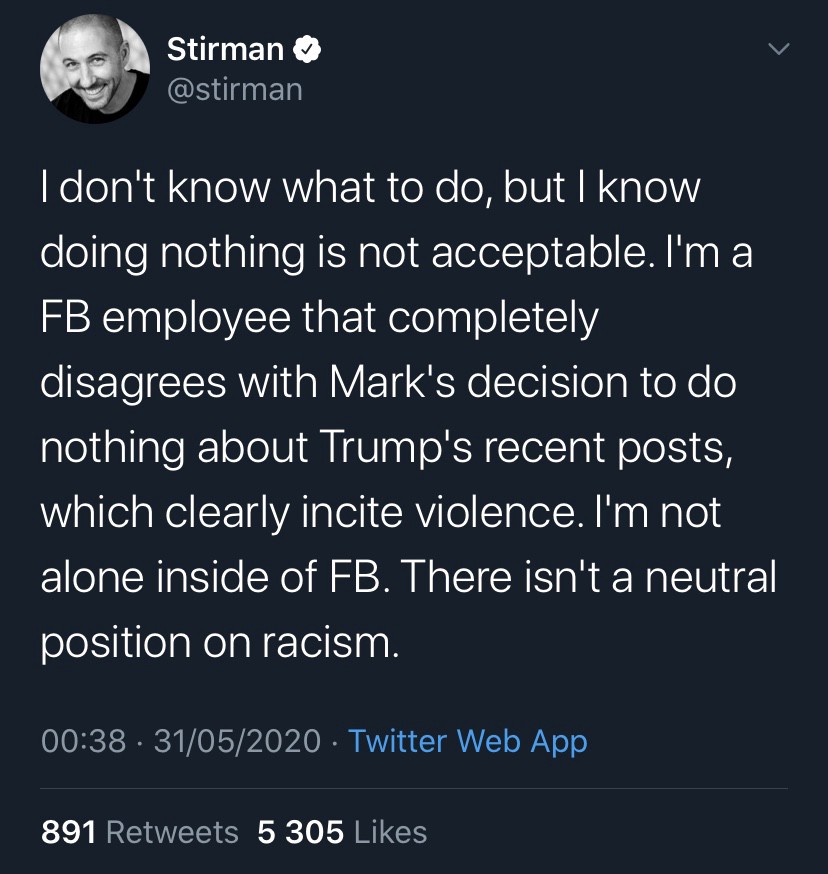 Stirman
@stirman
I don't know what to do, but I know
doing nothing is not acceptable. I'm a
FB employee that completely
disagrees with Mark's decision to do
nothing about Trump's recent posts,
which clearly incite violence. I'm not
alone inside of FB. There isn't a neutral
position on racism.
00:38 · 31/05/2020 · Twitter Web App
891 Retweets 5 305 Likes